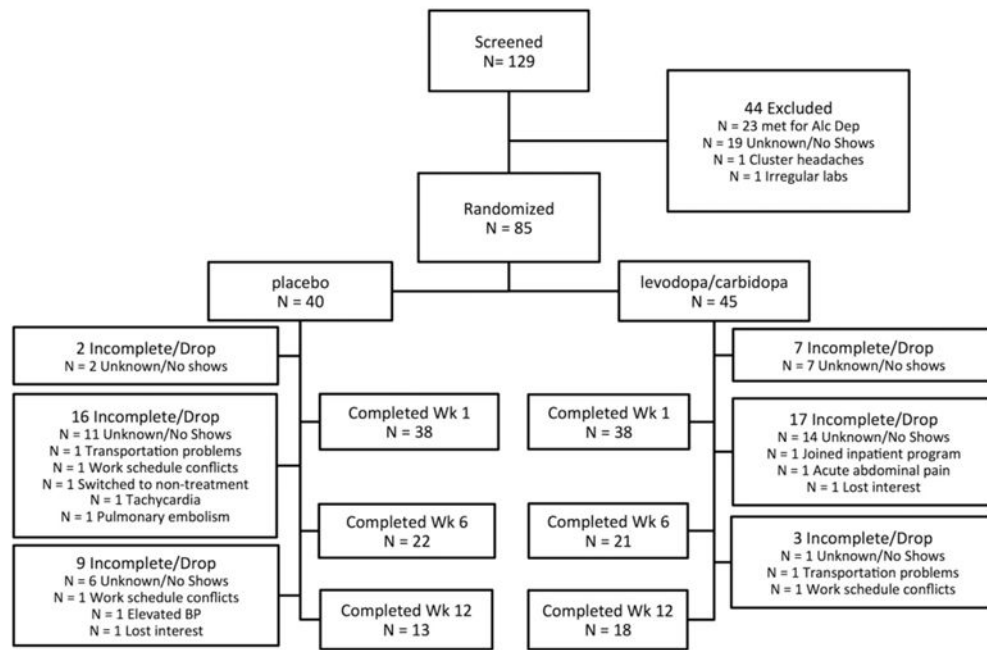 Screened
N= 129
44 Excluded
N = 23 met for Alc Dep
N = 19 Unknown/No Shows
N = 1 Cluster headaches
N = 1 Irregular labs
Randomized
N = 85
placebo
N = 40
levodopa/carbidopa
N = 45
2 Incomplete/Drop
N = 2 Unknown/No shows
7 Incomplete/Drop
N = 7 Unknown/No shows
Completed Wk 1
N = 38
Completed Wk 1
N = 38
16 Incomplete/Drop
N = 11 Unknown/No Shows
N = 1 Transportation problems
N = 1 Work schedule conflicts
N = 1 Switched to non-treatment
N = 1 Tachycardia
N = 1 Pulmonary embolism
17 Incomplete/Drop
N = 14 Unknown/No Shows
N = 1 Joined inpatient program
N = 1 Acute abdominal pain
N = 1 Lost interest
Completed Wk 6
N = 22
Completed Wk 6
N = 21
9 Incomplete/Drop
N = 6 Unknown/No Shows
N = 1 Work schedule conflicts
N = 1 Elevated BP
N = 1 Lost interest
3 Incomplete/Drop
N = 1 Unknown/No Shows
N = 1 Transportation problems
N = 1 Work schedule conflicts
Completed Wk 12
N = 13
Completed Wk 12
N = 18